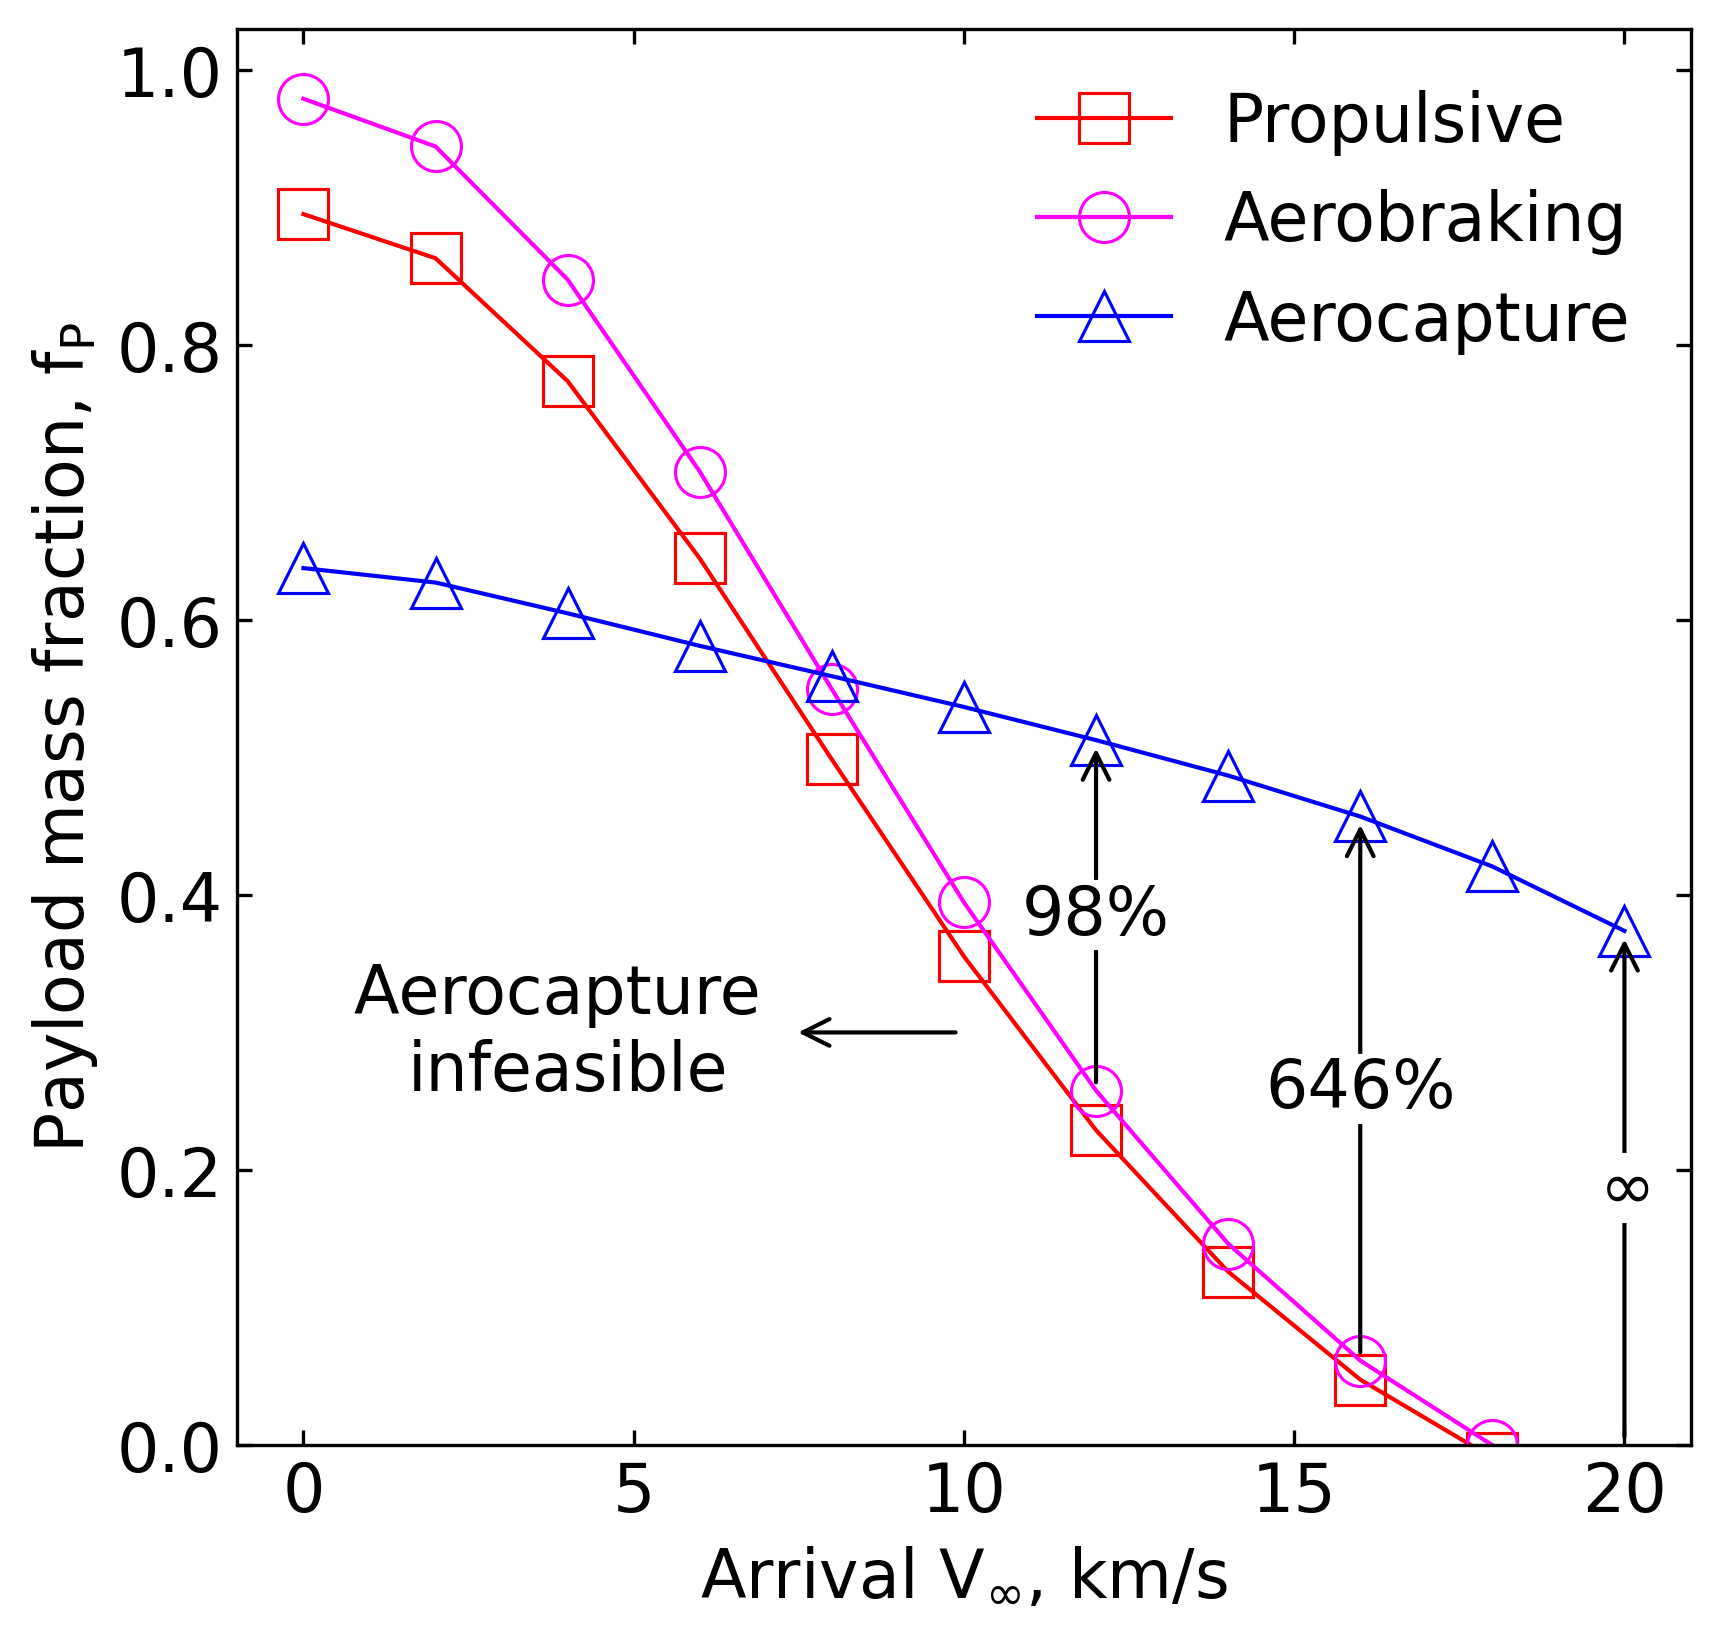 Payload mass fraction, fP
1.0
0.8
0.6
0.4
0.2
0.0
Propulsive
Aerobraking
Aerocapture
98%
Aerocapture
infeasible
646%
∞
0
5
10
15
20
Arrival V∞, km/s